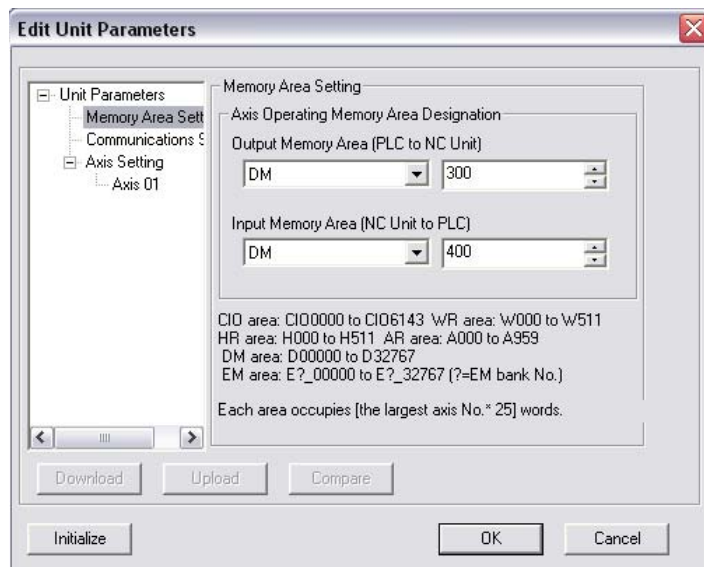 Edit Unit Parameters
Unit Parameters
Memory Area Sett
Communications S
Axis Setting
Axis 01
Memory Area Setting
Axis Operating Memory Area Designation
Output Memory Area (PLC to NC Unit)
DM 300
Input Memory Area (NC Unit to PLC)
DM 400
CIO area: CIO0000 to CIO6143 WR area: W000 to W511
HR area: H000 to H511 AR area: A000 to A959
DM area: D00000 to D32767
EM area: E?_00000 to E?_32767 (?=EM bank No.)
Each area occupies [the largest axis No.* 25] words.
Download Upload Compare
Initialize OK Cancel